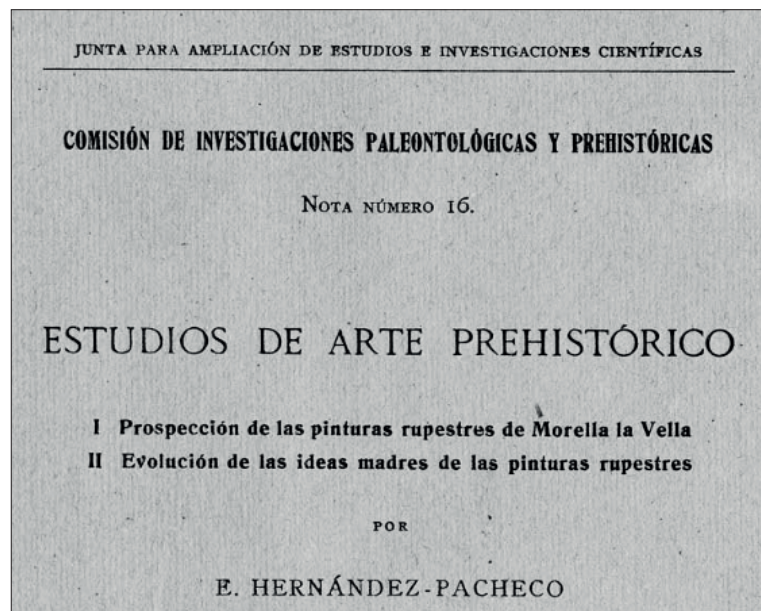 JUNTA PARA AMPLIACIÓN DE ESTUDIOS E INVESTIGACIONES CIENTÍFICAS
COMISIÓN DE INVESTIGACIONES PALEONTOLÓGICAS Y PREHISTÓRICAS
NOTA NÚMERO 16.
ESTUDIOS DE ARTE PREHISTÓRICO
I Prospección de las pinturas rupestres de Morella la Vella
II Evolución de las ideas madres de las pinturas rupestres
POR
E. HERNÁNDEZ-PACHECO